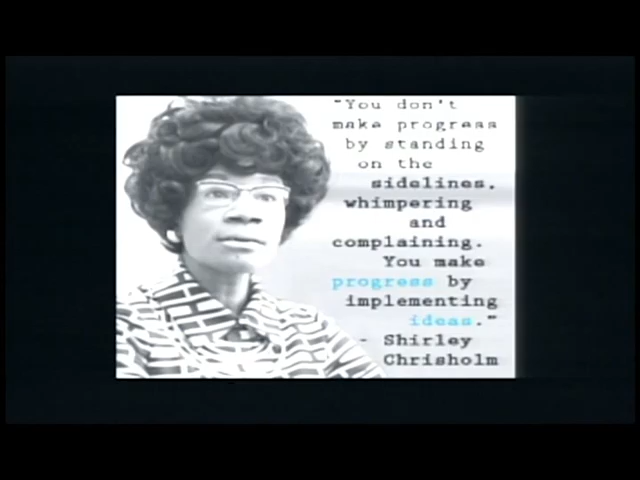 "You don't
make progress
by standing
on the
sidelines,
whimpering
and
complaining.
You make
progress by
implementing
ideas."
- Shirley
Chrisholm